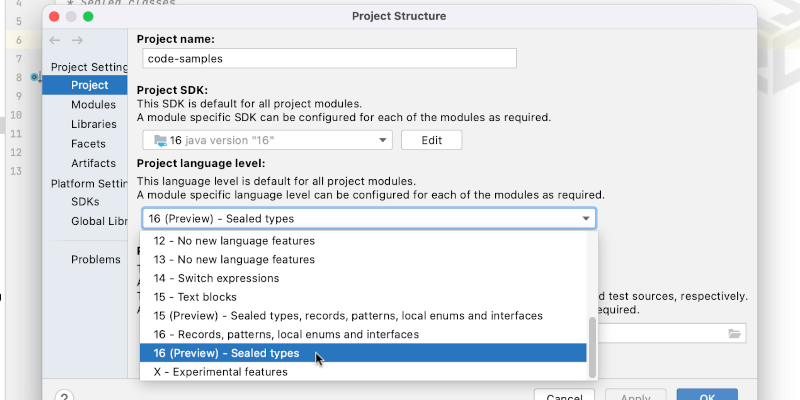 4 * Sealed classes
5
6
7
8
9
10
11
12
13
Project Structure
Project Setting
Project
Modules
Libraries
Facets
Artifacts
Platform Settin
SDKs
Global Libr
Problems
Project name:
code-samples
Project SDK:
This SDK is default for all project modules.
A module specific SDK can be configured for each of the modules as required.
16 java version "16"
Edit
Project language level:
This language level is default for all project modules.
A module specific language level can be configured for each of the modules as required.
16 (Preview) - Sealed types
12 - No new language features
13 - No new language features
14 - Switch expressions
15 - Text blocks
15 (Preview) - Sealed types, records, patterns, local enums and interfaces
16 - Records, patterns, local enums and interfaces
16 (Preview) - Sealed types
X - Experimental features
d test sources, respectively.
equired.
?
Cancel
Apply
OK